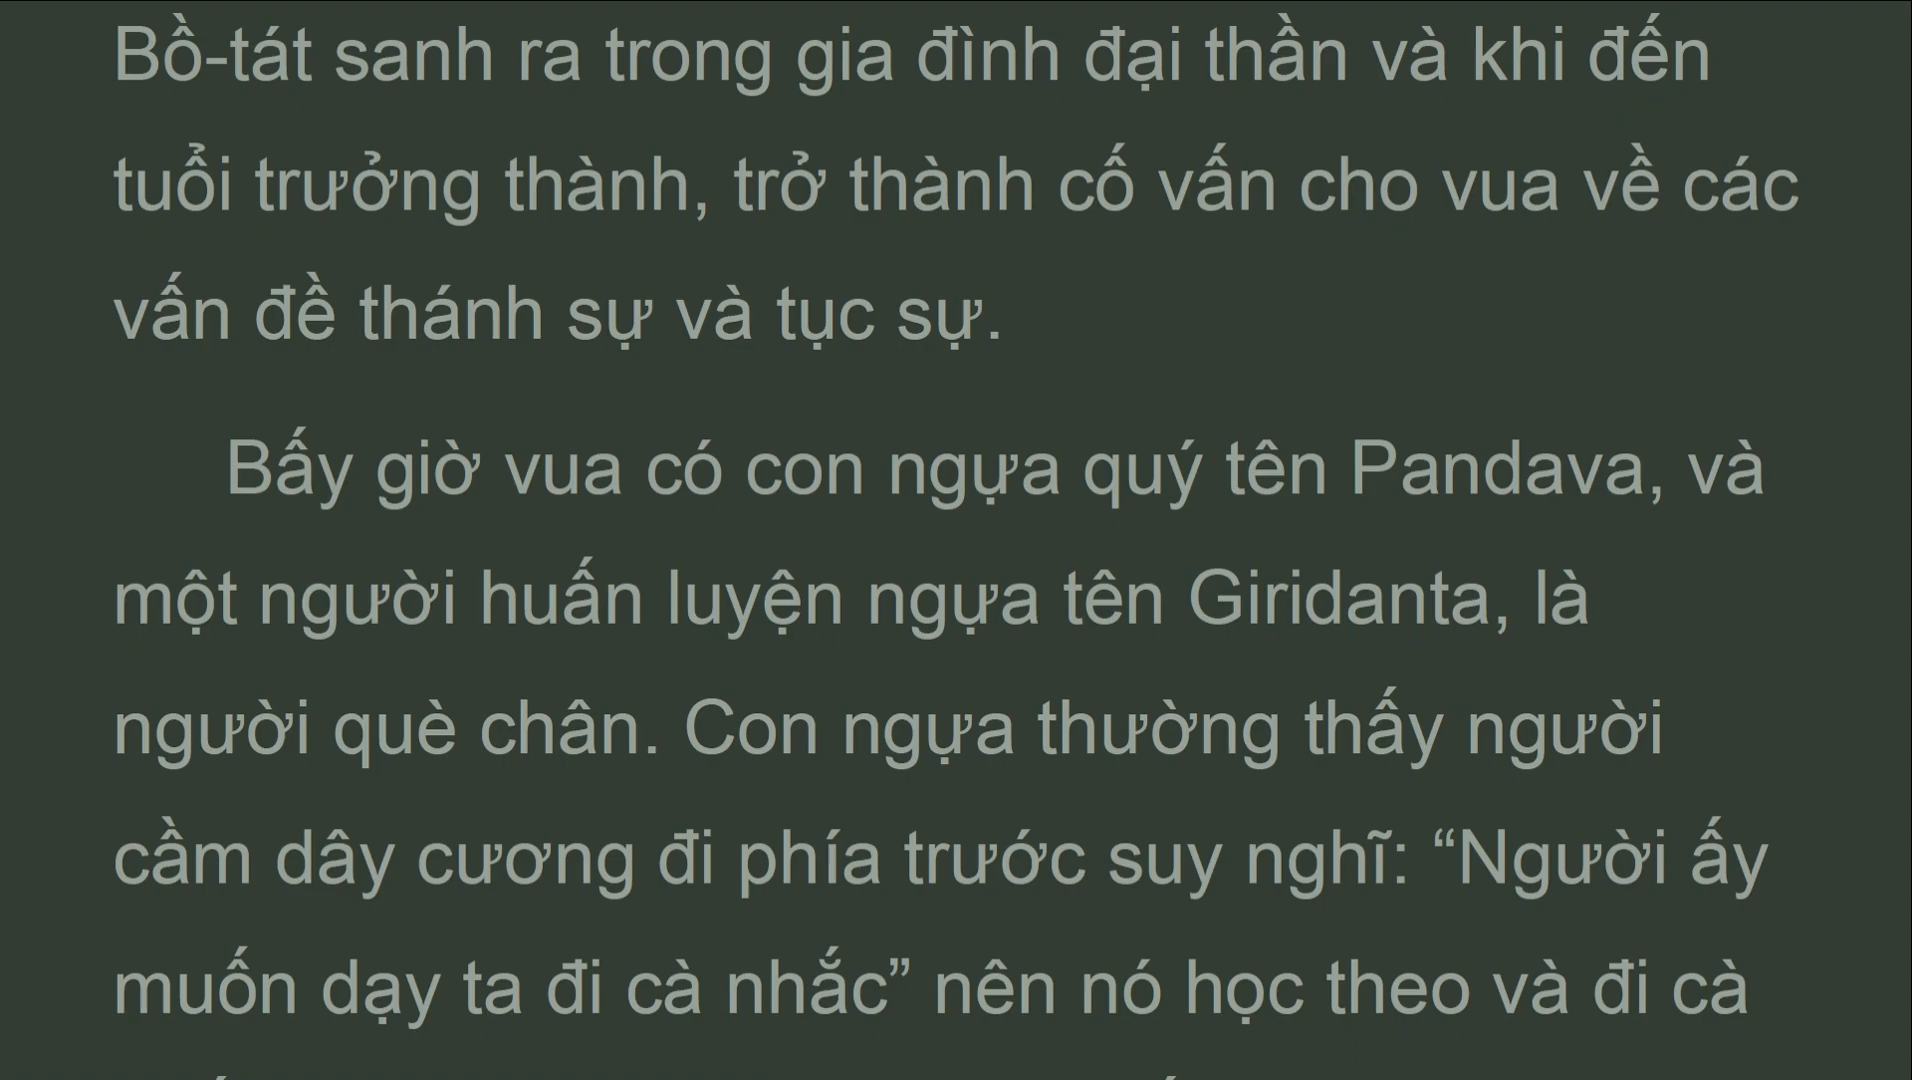 Bồ-tát sanh ra trong gia đình đại thần và khi đến
tuổi trưởng thành, trở thành cố vấn cho vua về các
vấn đề thánh sự và tục sự.
Bấy giờ vua có con ngựa quý tên Pandava, và
một người huấn luyện ngựa tên Giridanta, là
người què chân. Con ngựa thường thấy người
cầm dây cương đi phía trước suy nghĩ: “Người ấy
muốn dạy ta đi cà nhắc” nên nó học theo và đi cà